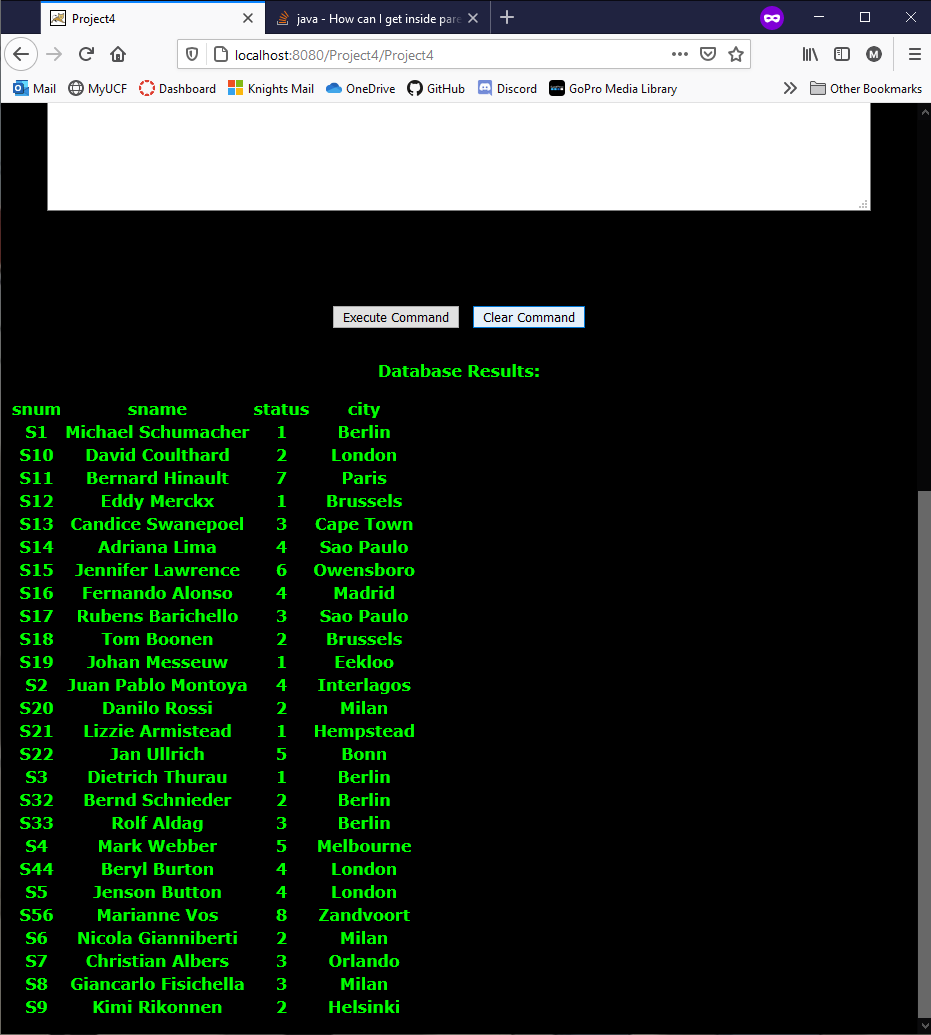 Project4
java - How can I get inside pare
localhost:8080/Project4/Project4
M
Mail MyUCF Dashboard Knights Mail OneDrive GitHub Discord GoPro Media Library Other Bookmarks
Execute Command Clear Command
Database Results:
snum sname status city
S1 Michael Schumacher 1 Berlin
S10 David Coulthard 2 London
S11 Bernard Hinault 7 Paris
S12 Eddy Merckx 1 Brussels
S13 Candice Swanepoel 3 Cape Town
S14 Adriana Lima 4 Sao Paulo
S15 Jennifer Lawrence 6 Owensboro
S16 Fernando Alonso 4 Madrid
S17 Rubens Barichello 3 Sao Paulo
S18 Tom Boonen 2 Brussels
S19 Johan Messeuw 1 Eekloo
S2 Juan Pablo Montoya 4 Interlagos
S20 Danilo Rossi 2 Milan
S21 Lizzie Armistead 1 Hempstead
S22 Jan Ullrich 5 Bonn
S3 Dietrich Thurau 1 Berlin
S32 Bernd Schnieder 2 Berlin
S33 Rolf Aldag 3 Berlin
S4 Mark Webber 5 Melbourne
S44 Beryl Burton 4 London
S5 Jenson Button 4 London
S56 Marianne Vos 8 Zandvoort
S6 Nicola Gianniberti 2 Milan
S7 Christian Albers 3 Orlando
S8 Giancarlo Fisichella 3 Milan
S9 Kimi Rikonnen 2 Helsinki